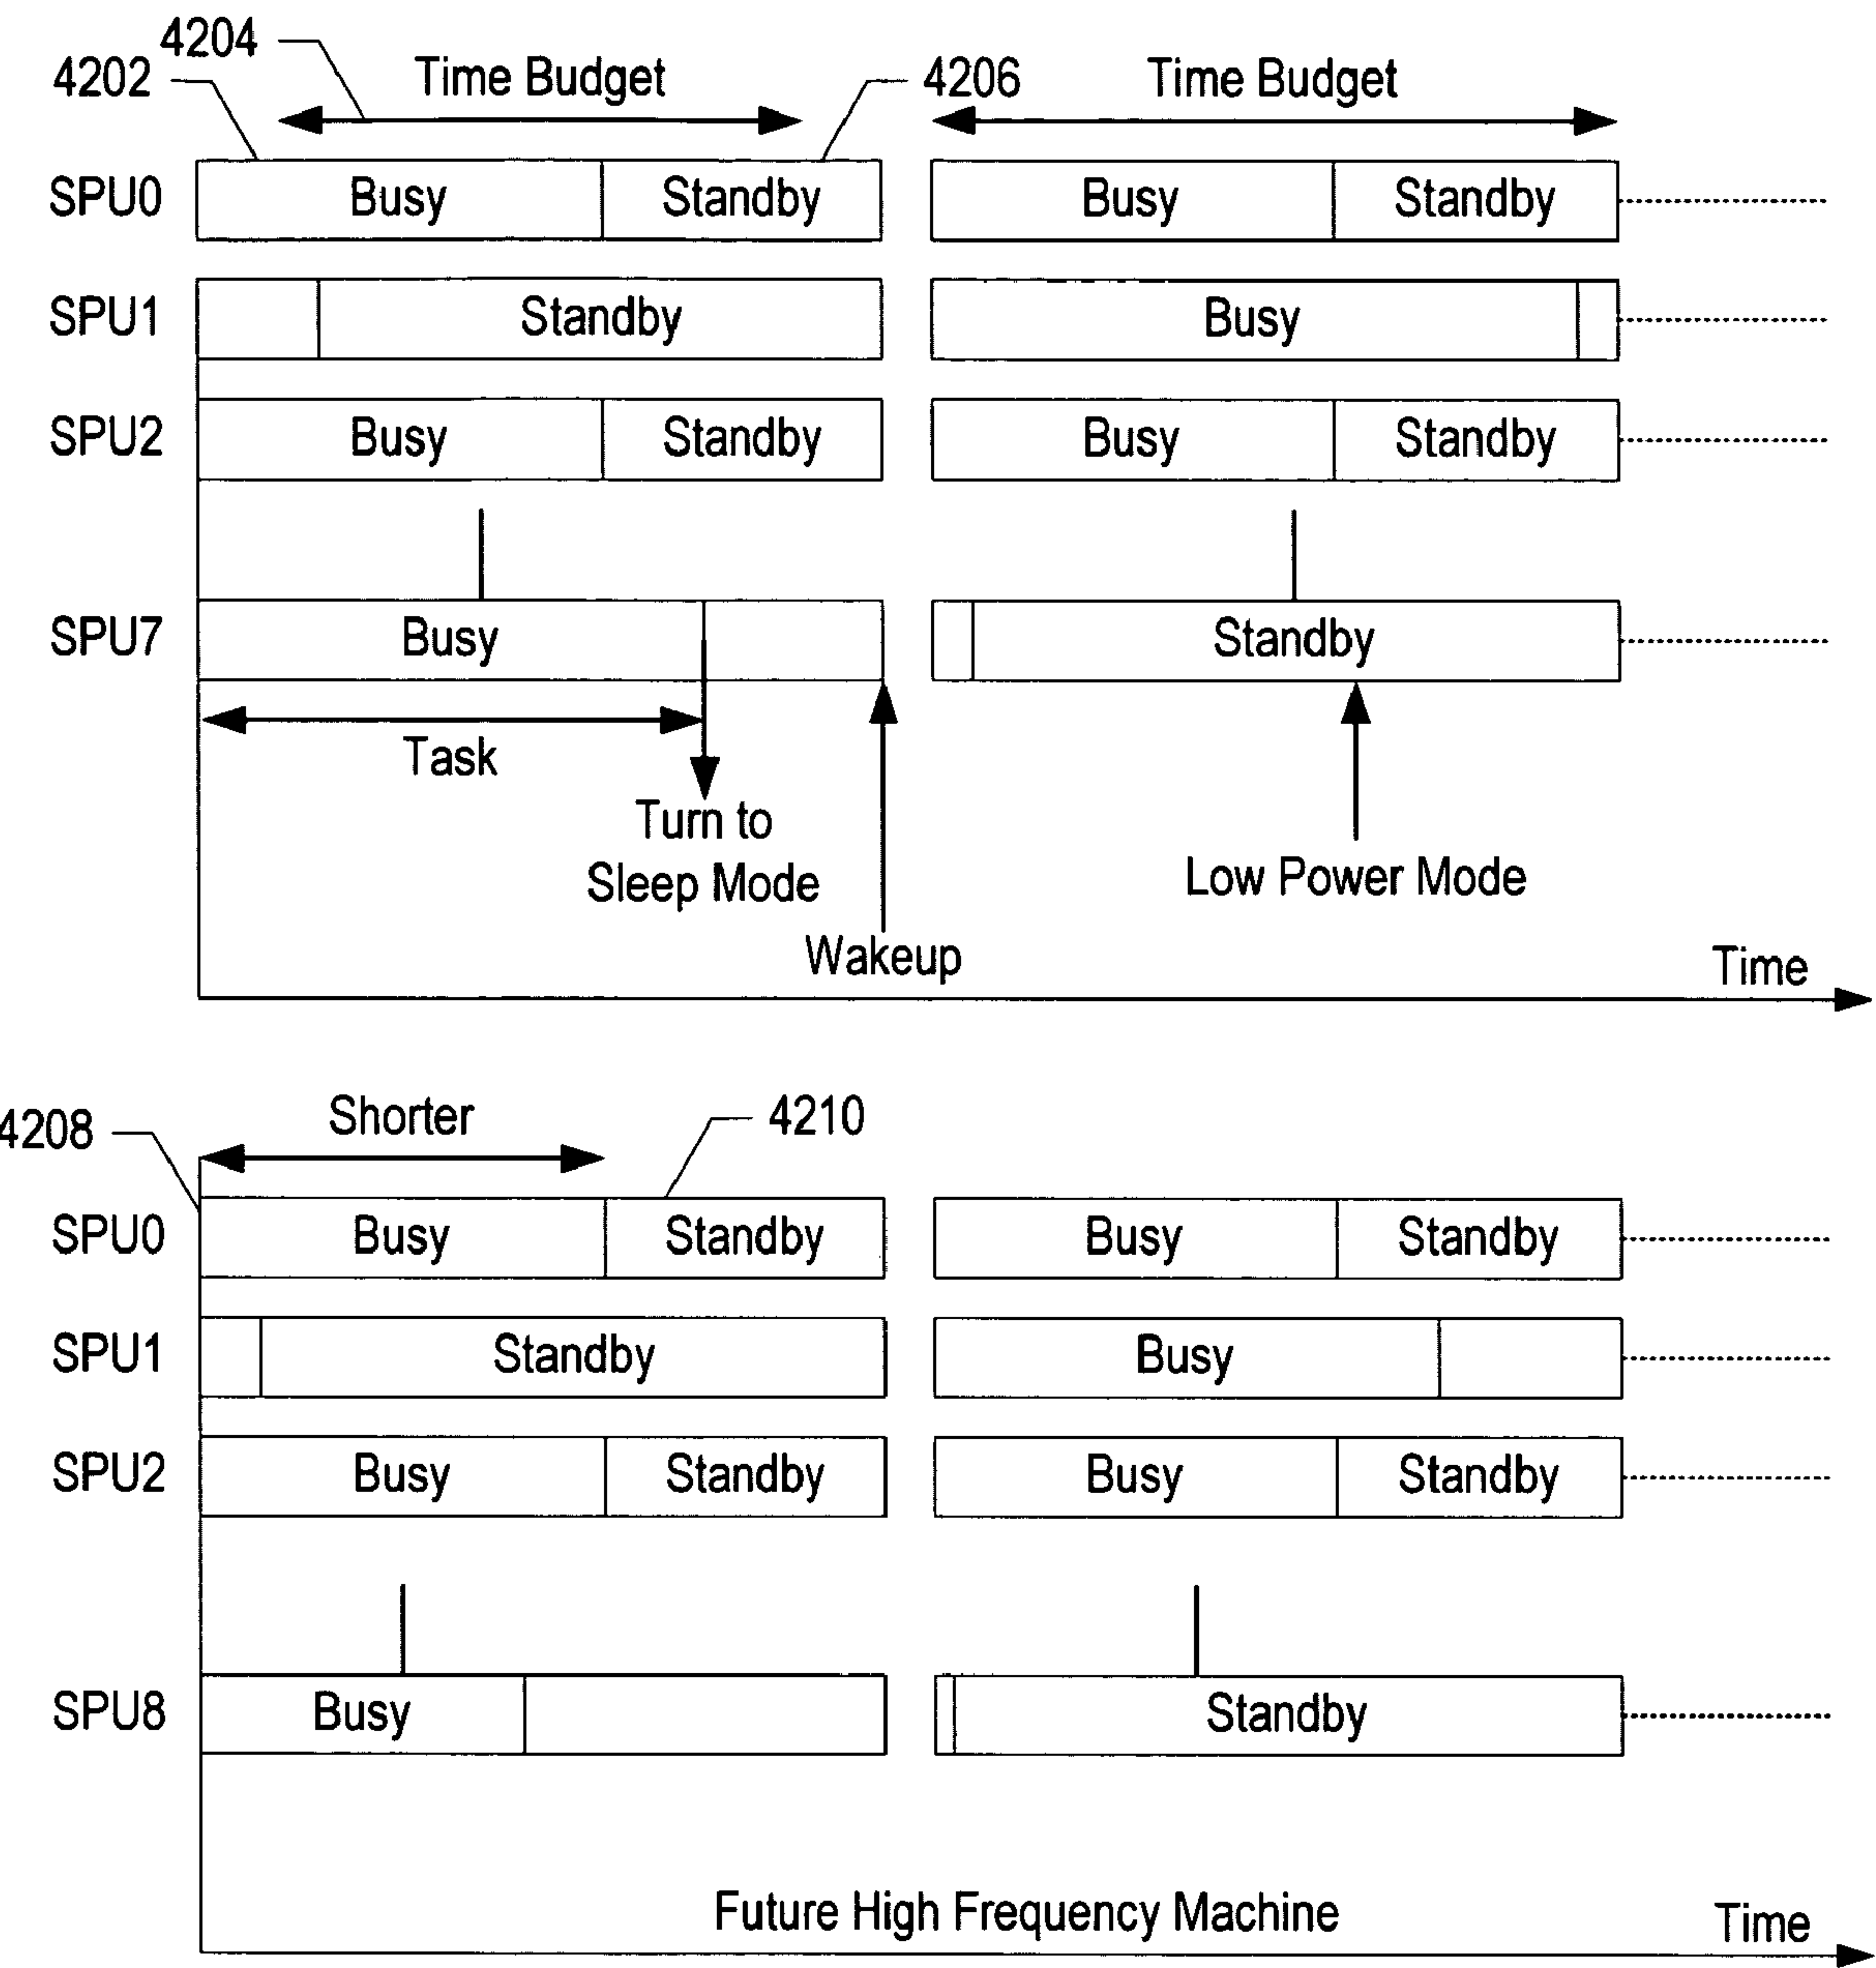 4204
4202 Time Budget 4206 Time Budget
SPU0 Busy Standby Busy Standby
SPU1 Standby Busy
SPU2 Busy Standby Busy Standby
SPU7 Busy Standby
Task
Turn to
Sleep Mode
Low Power Mode
Wakeup
Time
4208 Shorter 4210
SPU0 Busy Standby Busy Standby
SPU1 Standby Busy
SPU2 Busy Standby Busy Standby
SPU8 Busy Standby
Future High Frequency Machine
Time